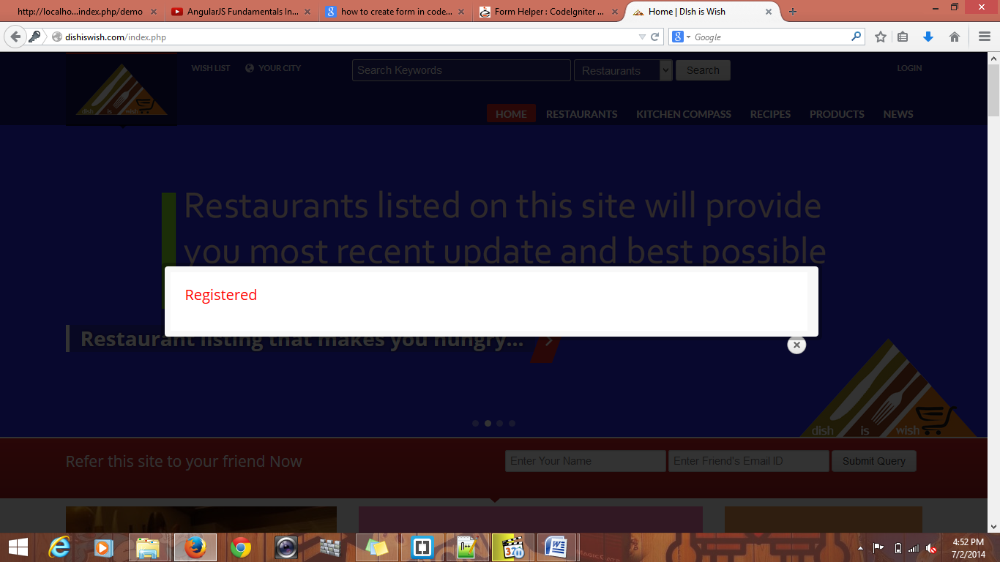 http://localho...index.php/demo
AngularJS Fundamentals In...
how to create form in code...
Form Helper : CodeIgniter ...
Home | DIsh is Wish
dishiswish.com/index.php
Google
WISH LIST
YOUR CITY
Search Keywords
Restaurants
Search
LOGIN
dish is wish
HOME
RESTAURANTS
KITCHEN COMPASS
RECIPES
PRODUCTS
NEWS
Restaurants listed on this site will provide
you most recent update and best possible
Registered
Restaurant listing that makes you hungry...
dish is wish
Refer this site to your friend Now
Enter Your Name
Enter Friend's Email ID
Submit Query
4:52 PM
7/2/2014